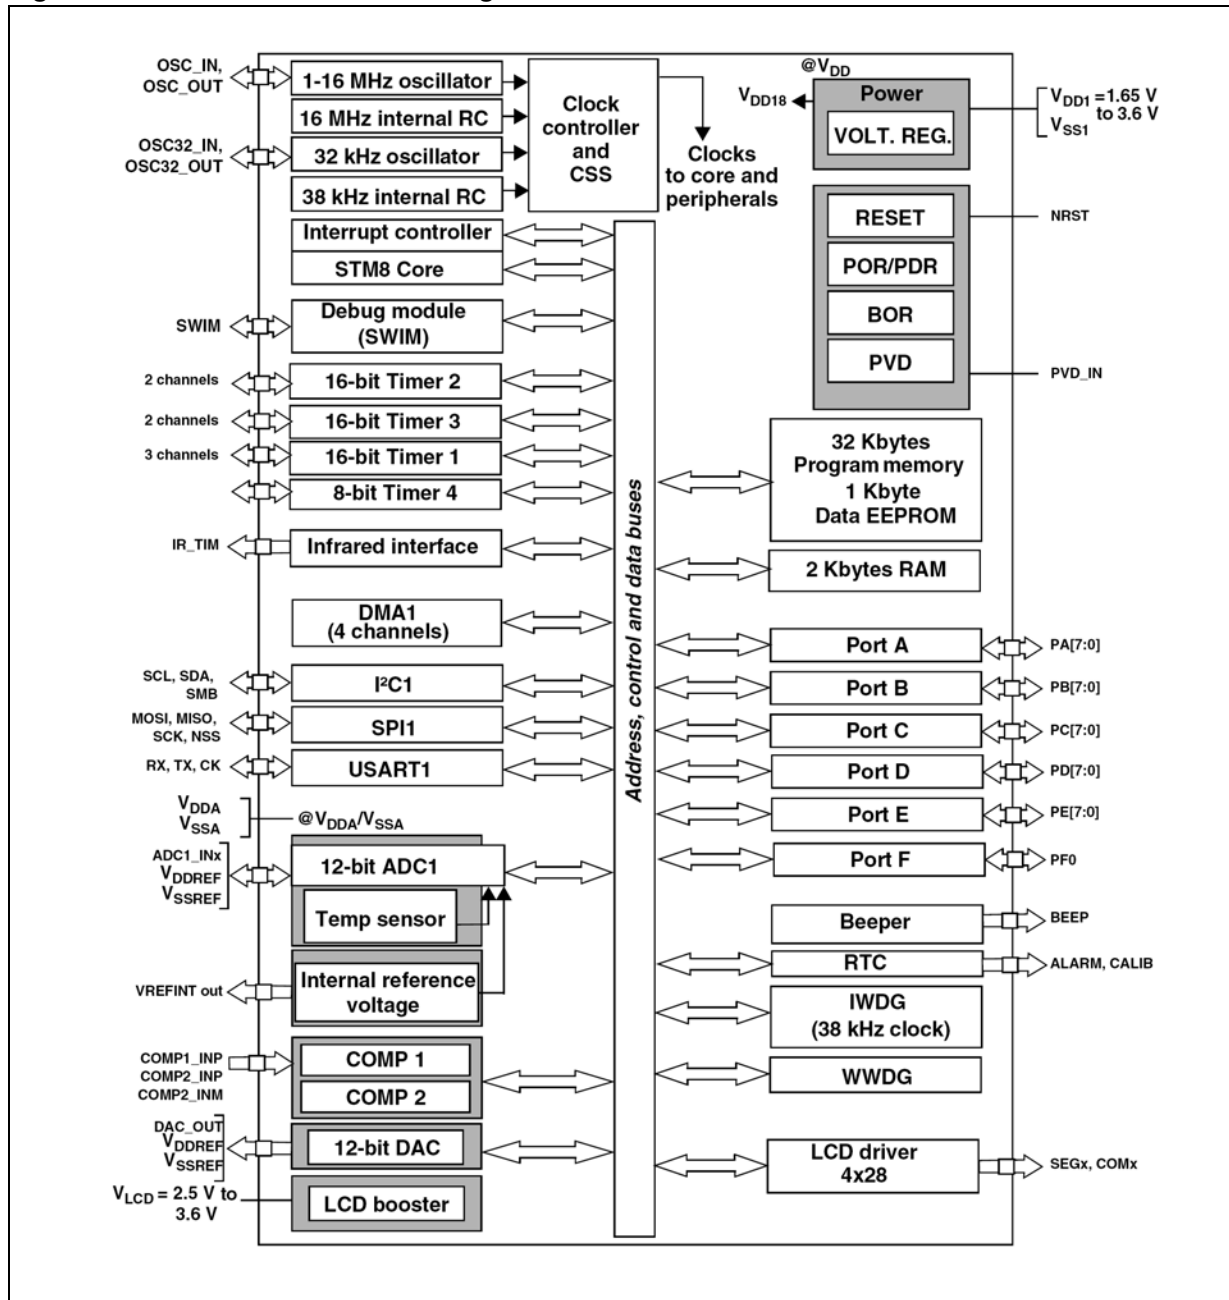 OSC_IN,
OSC_OUT
1-16 MHz oscillator
16 MHz internal RC
OSC32_IN,
OSC32_OUT
32 kHz oscillator
38 kHz internal RC
Clock
controller
and
CSS
Clocks
to core and
peripherals
@VDD
VDD18
Power
VOLT. REG.
VDD1 =1.65 V
to 3.6 V
VSS1
RESET
NRST
POR/PDR
BOR
PVD
PVD_IN
Interrupt controller
STM8 Core
SWIM
Debug module
(SWIM)
2 channels
16-bit Timer 2
2 channels
16-bit Timer 3
3 channels
16-bit Timer 1
8-bit Timer 4
IR_TIM
Infrared interface
DMA1
(4 channels)
SCL, SDA,
SMB
I²C1
MOSI, MISO,
SCK, NSS
SPI1
RX, TX, CK
USART1
VDDA
VSSA
@VDDA/VSSA
ADC1_INx
VDDREF
VSSREF
12-bit ADC1
Temp sensor
VREFINT out
Internal reference
voltage
COMP1_INP
COMP2_INP
COMP2_INM
COMP 1
COMP 2
DAC_OUT
VDDREF
VSSREF
12-bit DAC
VLCD = 2.5 V to
3.6 V
LCD booster
Address, control and data buses
32 Kbytes
Program memory
1 Kbyte
Data EEPROM
2 Kbytes RAM
Port A
PA[7:0]
Port B
PB[7:0]
Port C
PC[7:0]
Port D
PD[7:0]
Port E
PE[7:0]
Port F
PF0
Beeper
BEEP
RTC
ALARM, CALIB
IWDG
(38 kHz clock)
WWDG
LCD driver
4x28
SEGx, COMx